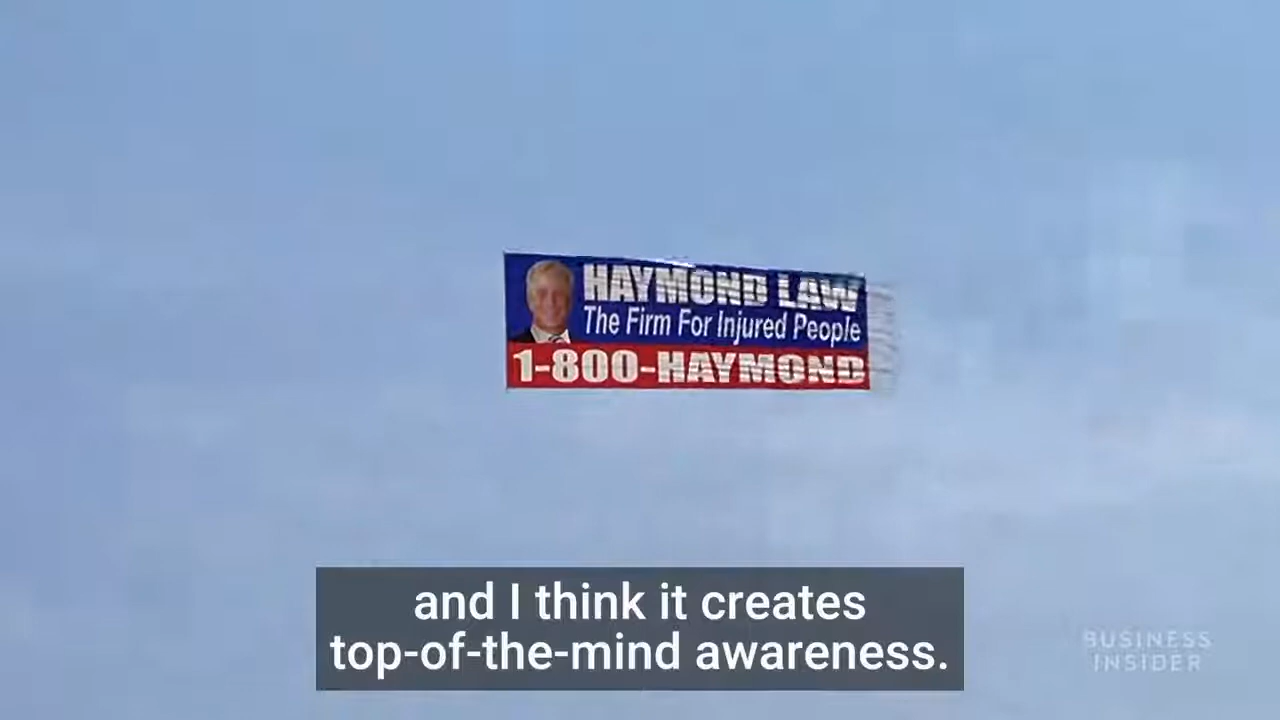 HAYMOND LAW
The Firm For Injured People
1-800-HAYMOND
and I think it creates
top-of-the-mind awareness.
BUSINESS
INSIDER